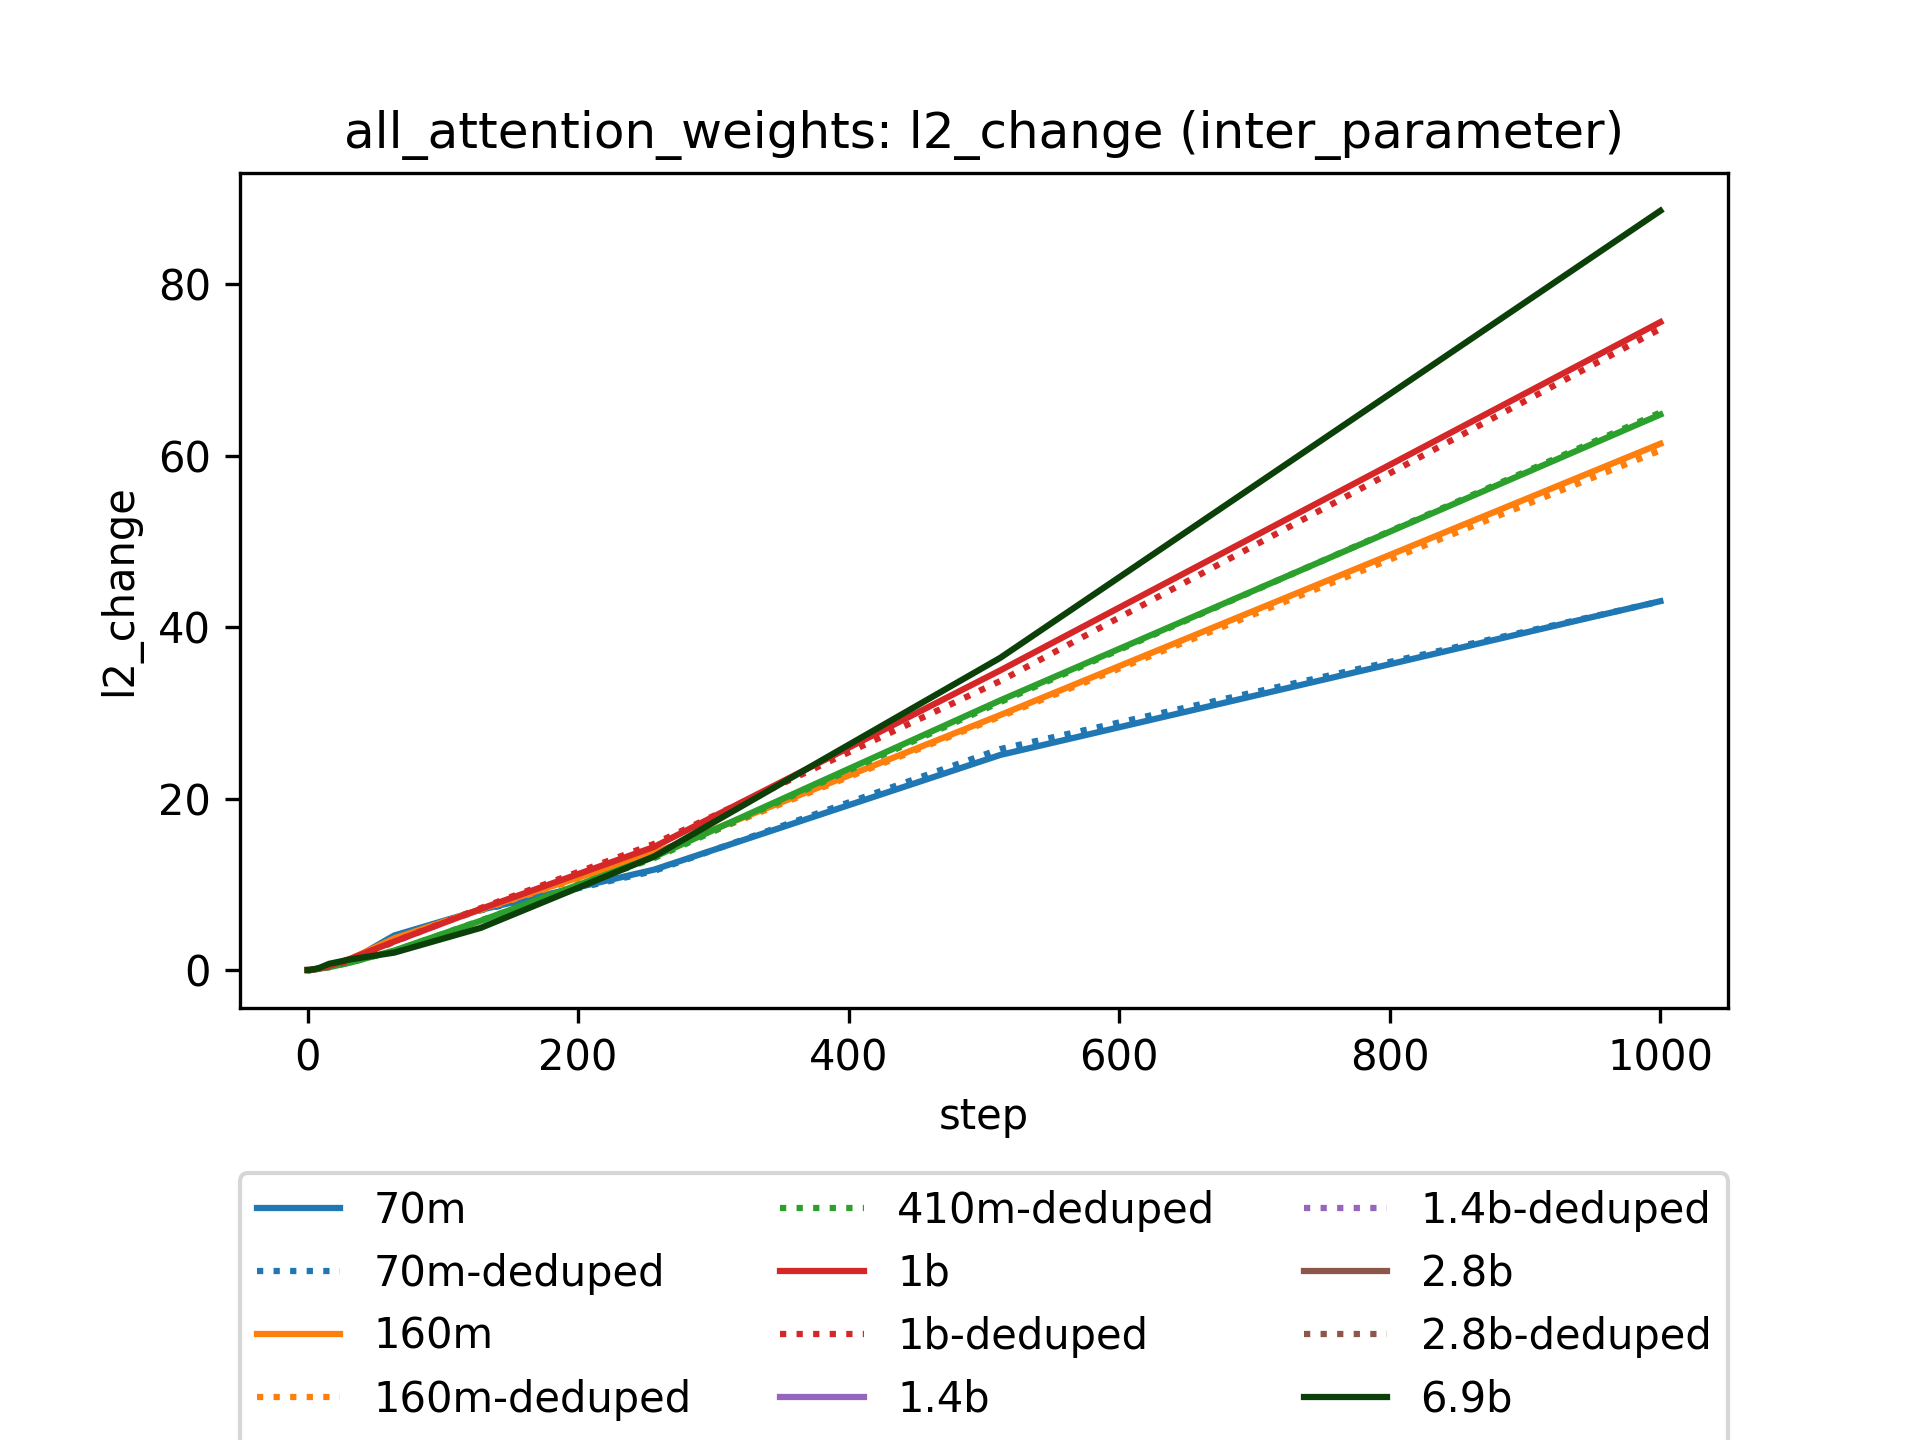 all_attention_weights: l2_change (inter_parameter)
80
60
40
20
0
l2_change
0 200 400 600 800 1000
step
70m 410m-deduped 1.4b-deduped
70m-deduped 1b 2.8b
160m 1b-deduped 2.8b-deduped
160m-deduped 1.4b 6.9b